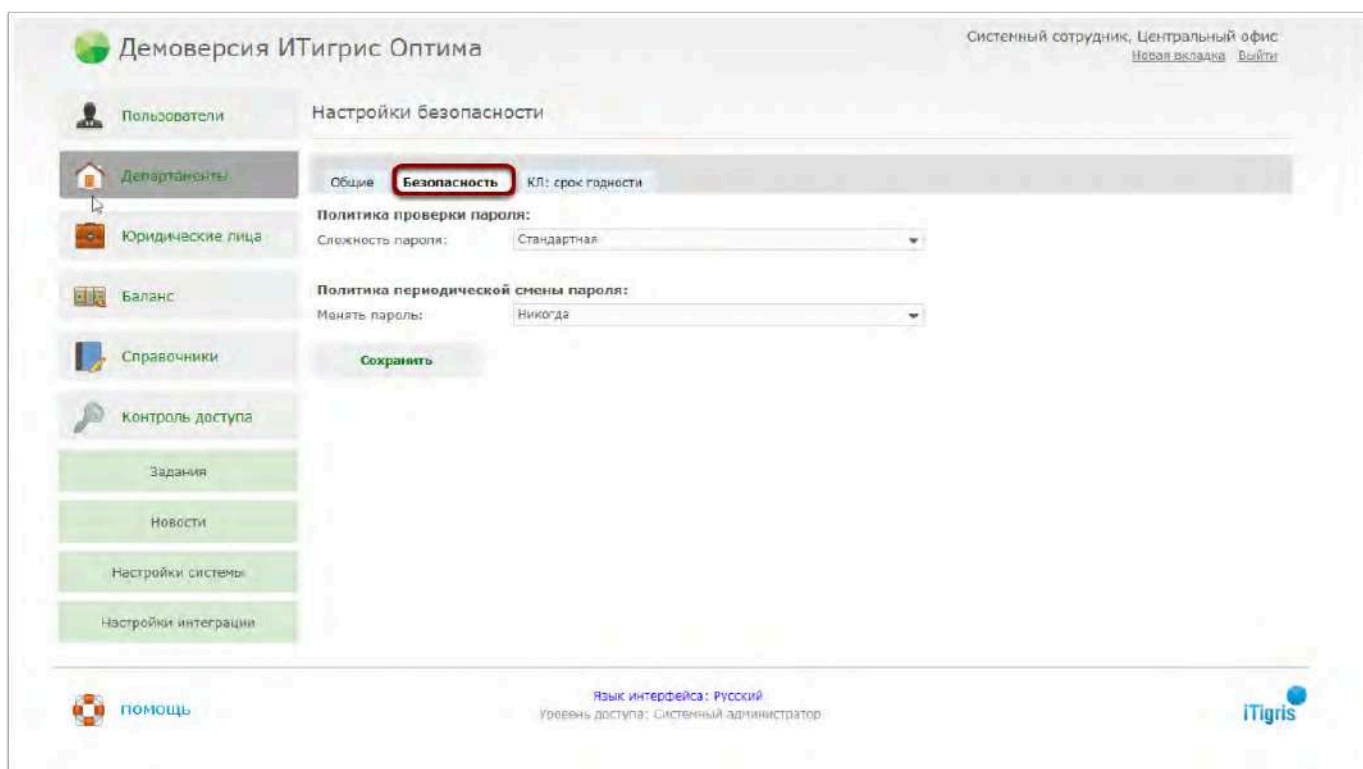 Демоверсия ИТигрис Оптима
Системный сотрудник, Центральный офис
Новая вкладка Выйти
Пользователи
Настройки безопасности
Департаменты
Общие Безопасность КЛ: срок годности
Политика проверки пароля:
Юридические лица
Сложность пароля: Стандартная
Политика периодической смены пароля:
Баланс
Менять пароль: Никогда
Справочники
Сохранить
Контроль доступа
Задания
Новости
Настройки системы
Настройки интеграции
помощь
Язык интерфейса: Русский
Уровень доступа: Системный администратор
iTigris